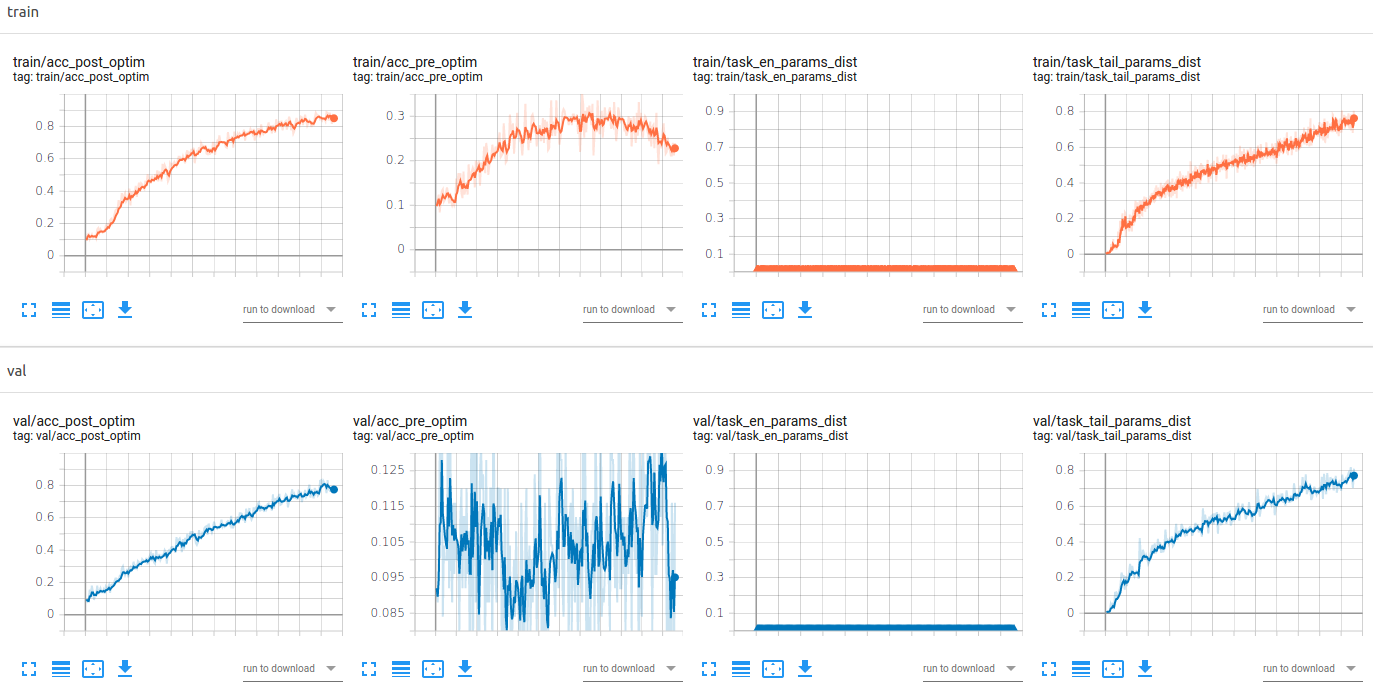 train
train/acc_post_optim
tag: train/acc_post_optim
0.8
0.6
0.4
0.2
0
run to download
train/acc_pre_optim
tag: train/acc_pre_optim
0.3
0.2
0.1
0
run to download
train/task_en_params_dist
tag: train/task_en_params_dist
0.9
0.7
0.5
0.3
0.1
run to download
train/task_tail_params_dist
tag: train/task_tail_params_dist
0.8
0.6
0.4
0.2
0
run to download
val
val/acc_post_optim
tag: val/acc_post_optim
0.8
0.6
0.4
0.2
0
run to download
val/acc_pre_optim
tag: val/acc_pre_optim
0.125
0.115
0.105
0.095
0.085
run to download
val/task_en_params_dist
tag: val/task_en_params_dist
0.9
0.7
0.5
0.3
0.1
run to download
val/task_tail_params_dist
tag: val/task_tail_params_dist
0.8
0.6
0.4
0.2
0
run to download